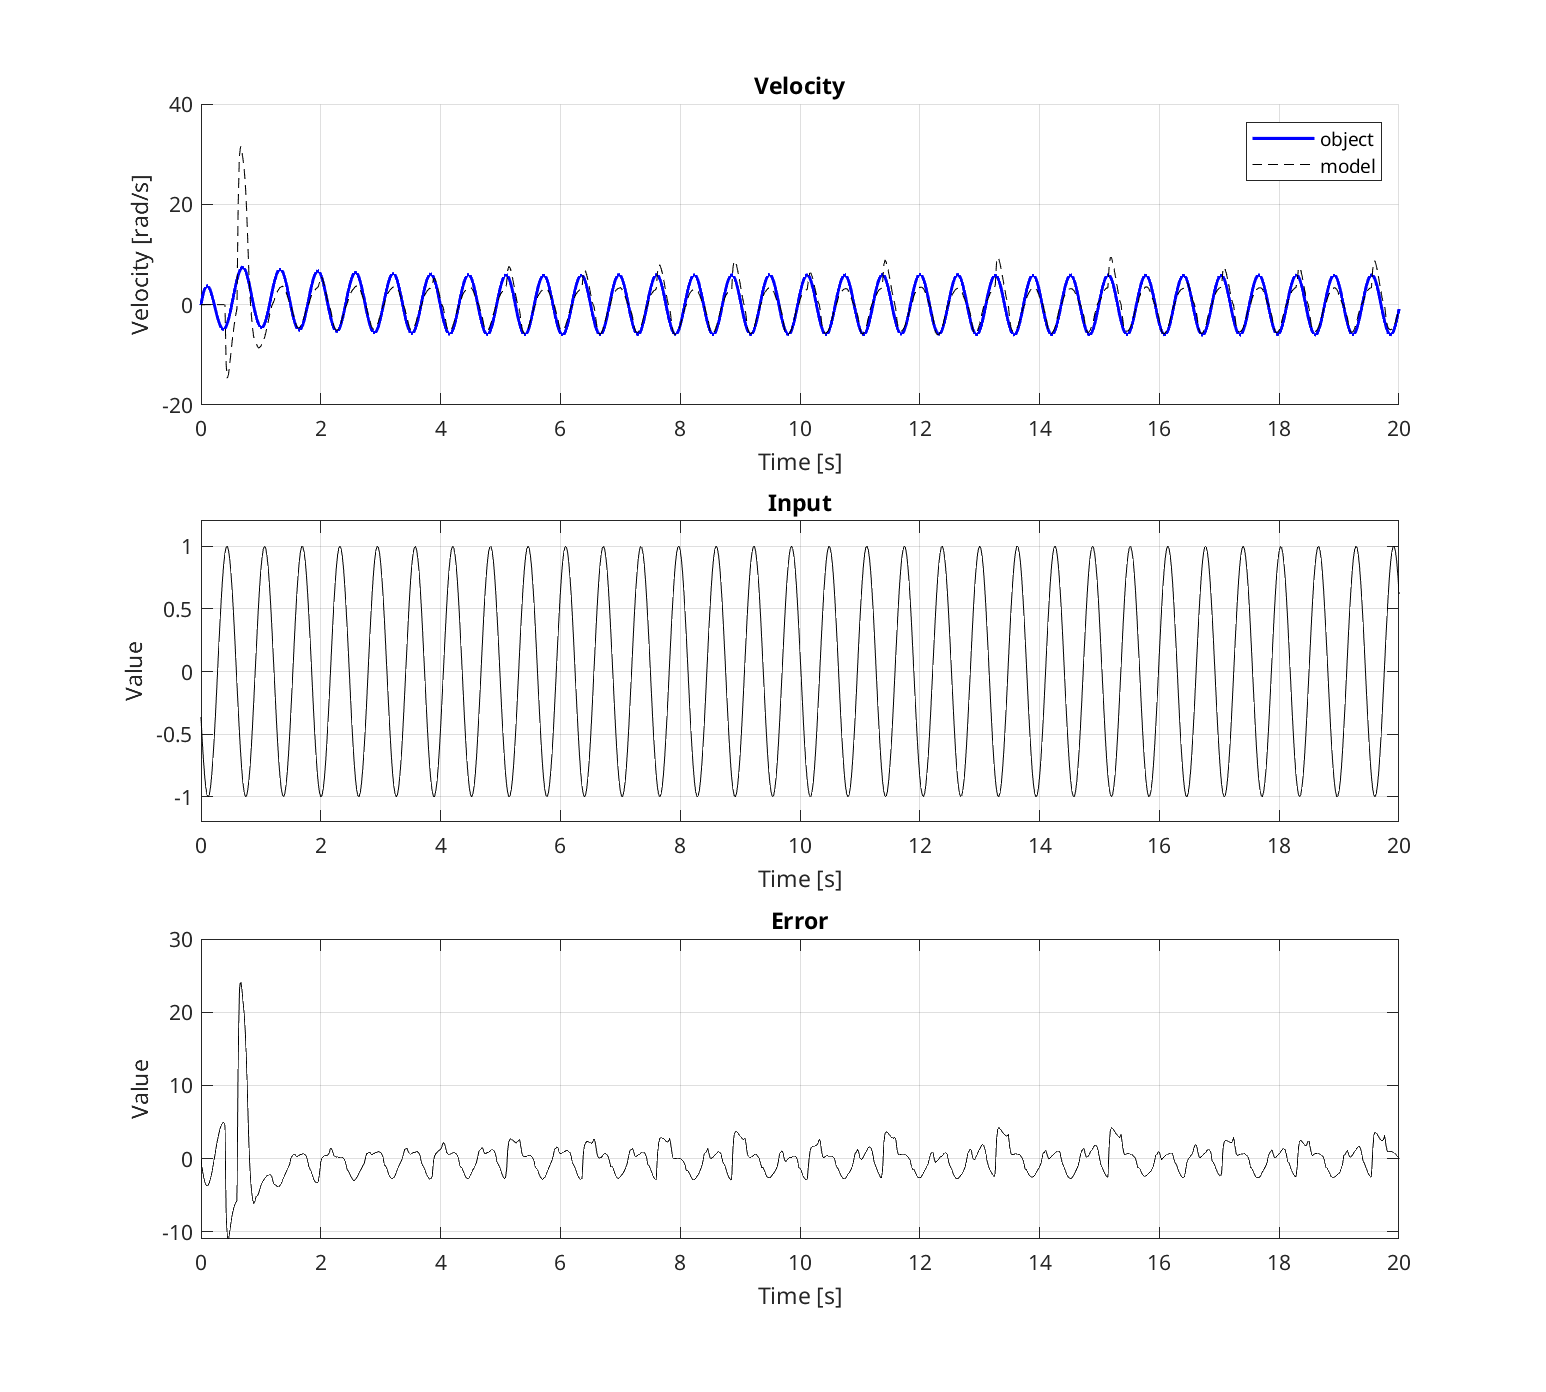 Velocity
40
20
0
-20
Velocity [rad/s]
object
model
0 2 4 6 8 10 12 14 16 18 20
Time [s]
Input
1
0.5
0
-0.5
-1
Value
0 2 4 6 8 10 12 14 16 18 20
Time [s]
Error
30
20
10
0
-10
Value
0 2 4 6 8 10 12 14 16 18 20
Time [s]